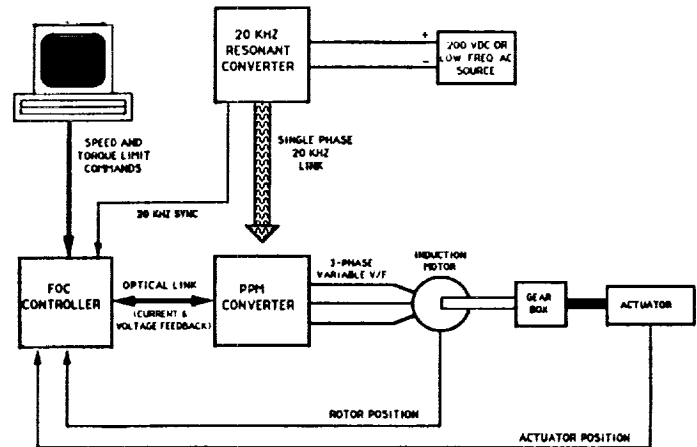 20 KHZ
RESONANT
CONVERTER
+
−
200 VDC OR
LOW FREQ AC
SOURCE
SPEED AND
TORQUE LIMIT
COMMANDS
SINGLE PHASE
20 KHZ
LINK
20 KHZ SYNC
FOC
CONTROLLER
OPTICAL LINK
(CURRENT &
VOLTAGE FEEDBACK)
PPM
CONVERTER
3-PHASE
VARIABLE V/F
INDUCTION
MOTOR
GEAR
BOX
ACTUATOR
ROTOR POSITION
ACTUATOR POSITION